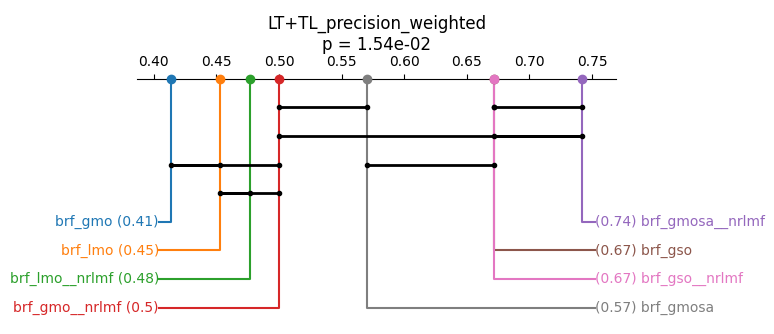 LT+TL_precision_weighted
p = 1.54e-02
0.40 0.45 0.50 0.55 0.60 0.65 0.70 0.75
brf_gmo (0.41)
(0.74) brf_gmosa__nrlmf
brf_lmo (0.45)
(0.67) brf_gso
brf_lmo__nrlmf (0.48)
(0.67) brf_gso__nrlmf
brf_gmo__nrlmf (0.5)
(0.57) brf_gmosa